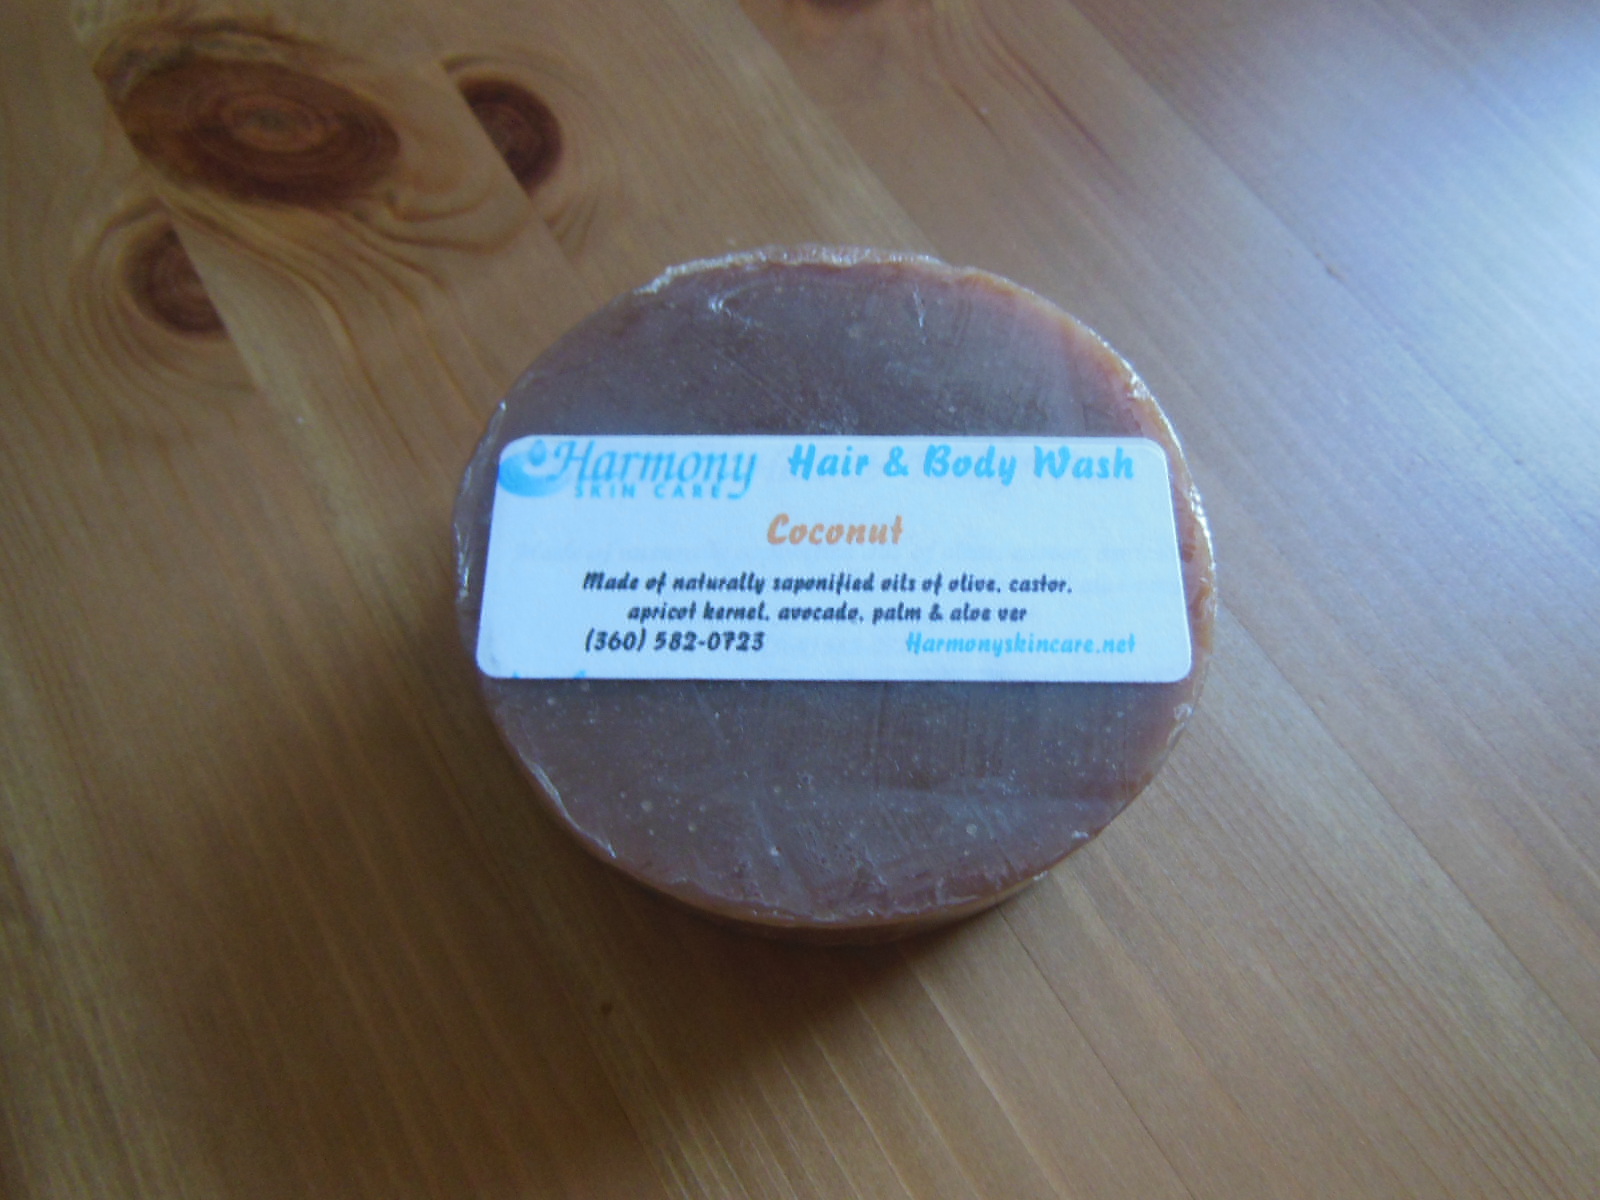 Harmony
SKIN CARE
Hair & Body Wash
Coconut
Made of naturally saponified oils of olive, castor,
apricot kernel, avocado, palm & aloe ver
(360) 582-0723
Harmonyskincare.net